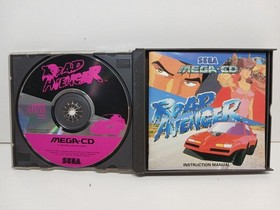 ROAD
AVENGER
MEGA-CD
SEGA
SEGA
MEGA-CD
ROAD
AVENGER
INSTRUCTION MANUAL